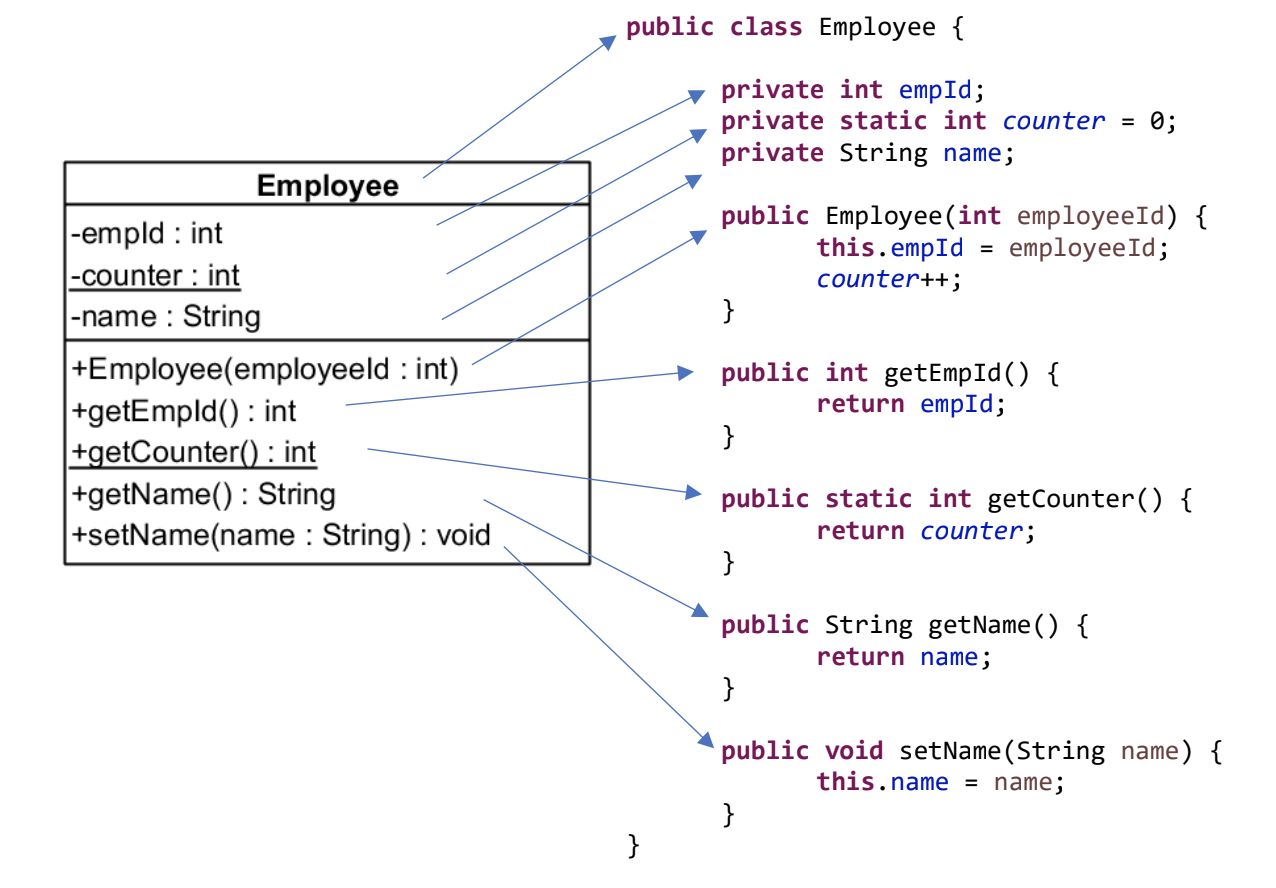 Employee
-empId : int
-counter : int
-name : String
+Employee(employeeId : int)
+getEmpId() : int
+getCounter() : int
+getName() : String
+setName(name : String) : void
public class Employee {
private int empId;
private static int counter = 0;
private String name;
public Employee(int employeeId) {
this.empId = employeeId;
counter++;
}
public int getEmpId() {
return empId;
}
public static int getCounter() {
return counter;
}
public String getName() {
return name;
}
public void setName(String name) {
this.name = name;
}
}